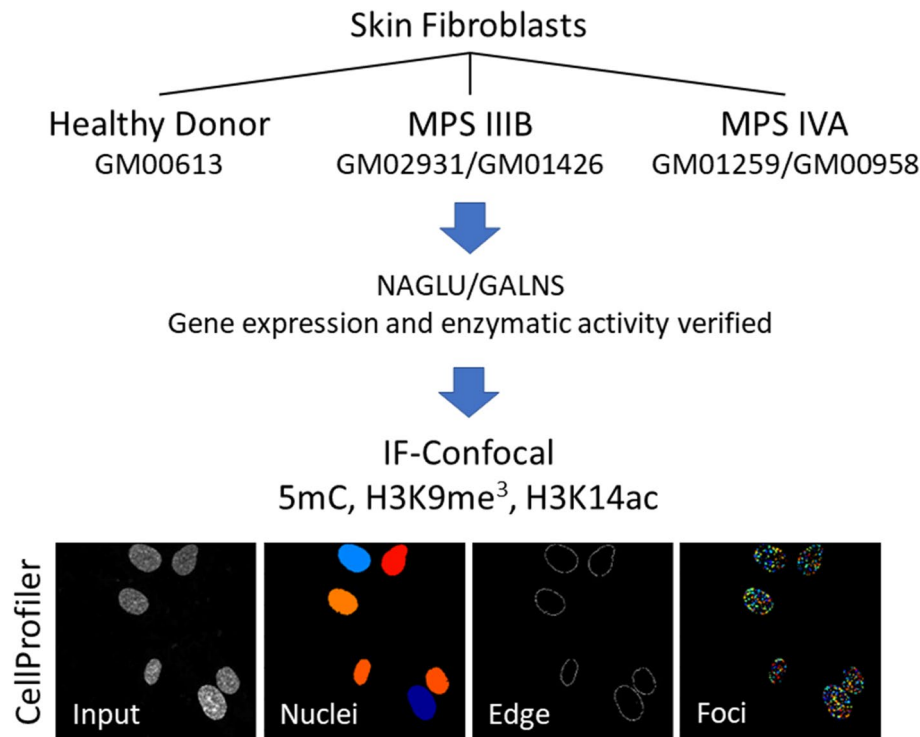 Skin Fibroblasts
Healthy Donor MPS IIIB MPS IVA
GM00613 GM02931/GM01426 GM01259/GM00958
NAGLU/GALNS
Gene expression and enzymatic activity verified
IF-Confocal
5mC, H3K9me³, H3K14ac
CellProfiler
Input Nuclei Edge Foci